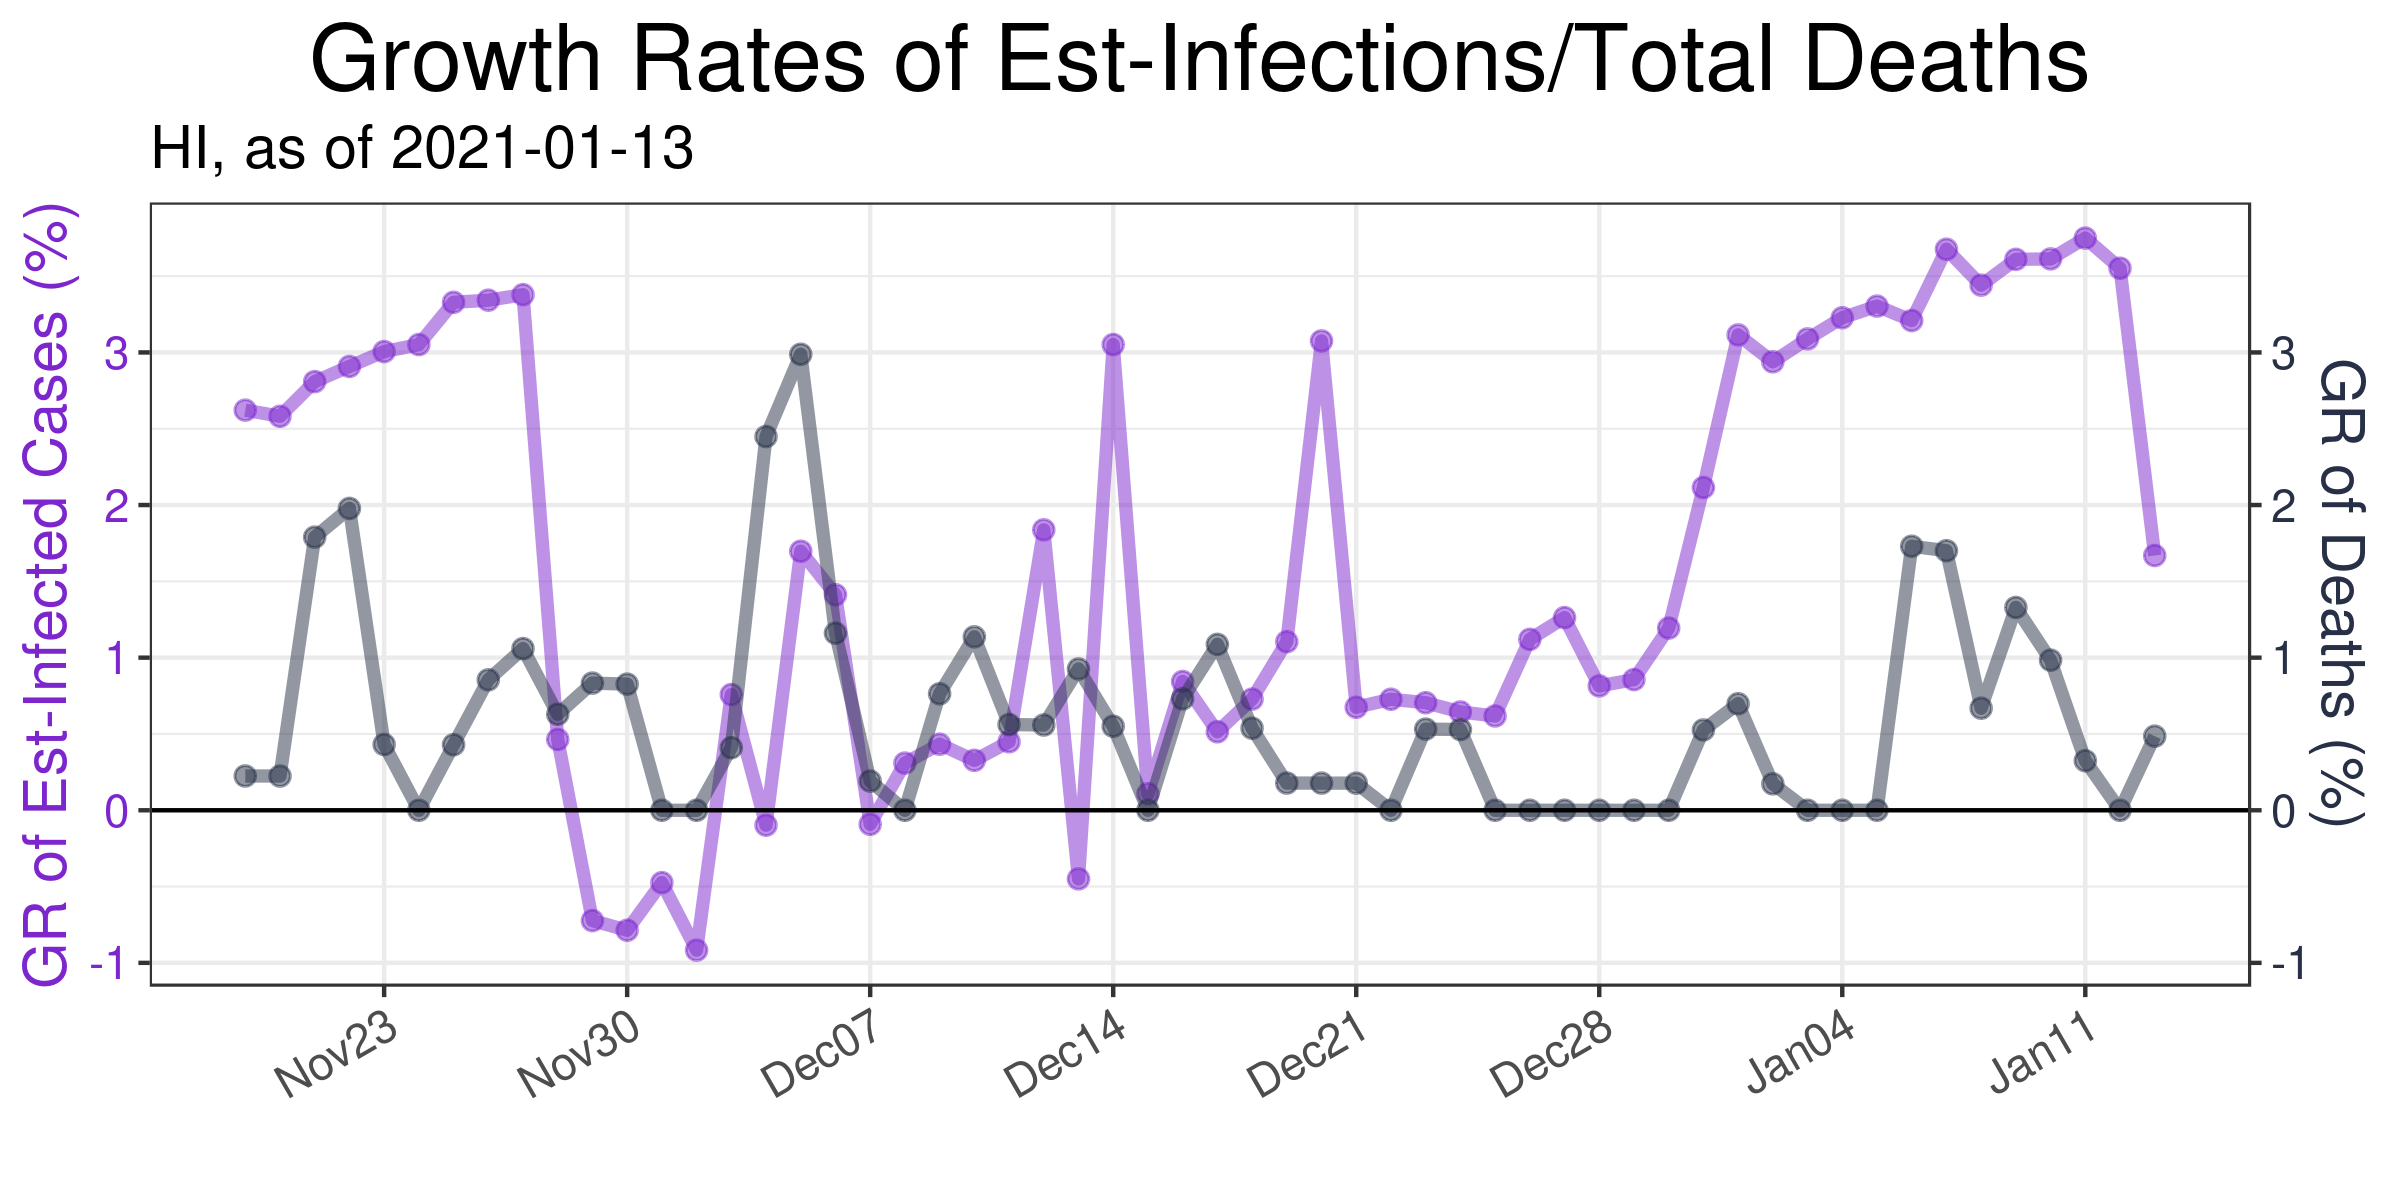 Growth Rates of Est-Infections/Total Deaths
HI, as of 2021-01-13
GR of Est-Infected Cases (%)
3
2
1
0
-1
3
2
1
0
-1
GR of Deaths (%)
Nov23
Nov30
Dec07
Dec14
Dec21
Dec28
Jan04
Jan11